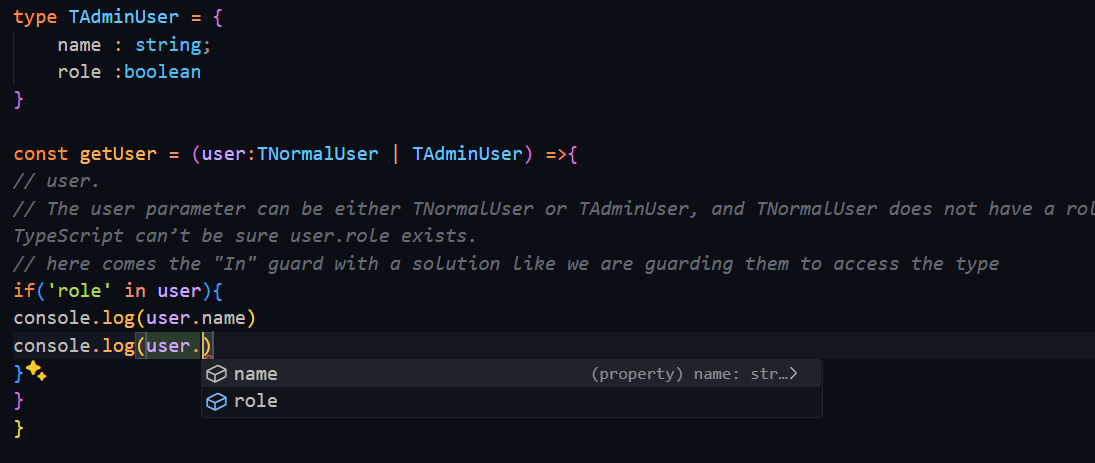 type TAdminUser = {
name : string;
role :boolean
}
const getUser = (user:TNormalUser | TAdminUser) =>{
// user.
// The user parameter can be either TNormalUser or TAdminUser, and TNormalUser does not have a rol
TypeScript can’t be sure user.role exists.
// here comes the "In" guard with a solution like we are guarding them to access the type
if('role' in user){
console.log(user.name)
console.log(user.)
name (property) name: str…
role
}
}
}